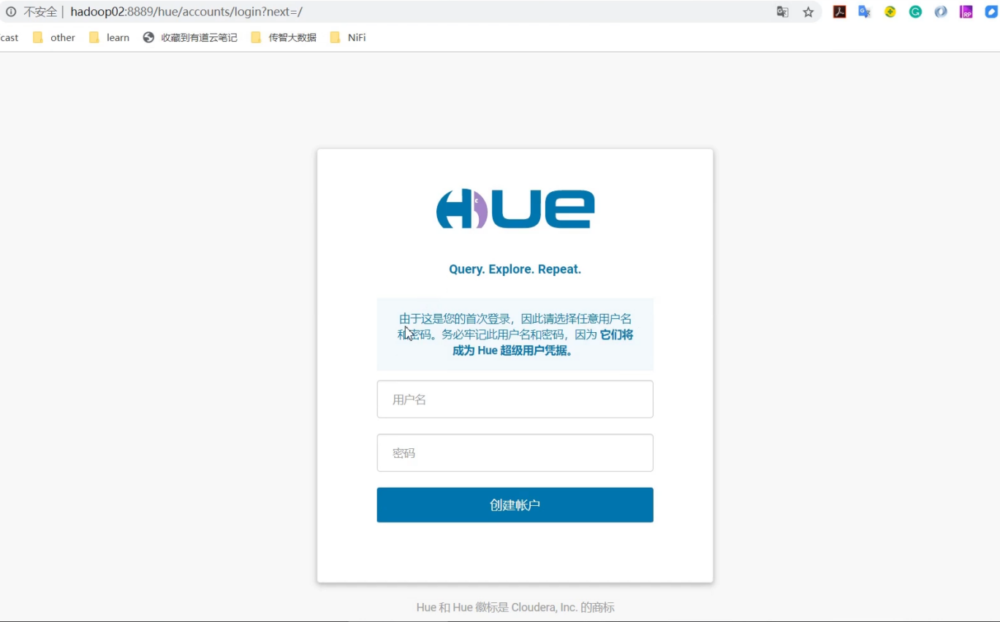 不安全 | hadoop02:8889/hue/accounts/login?next=/
cast other learn 收藏到有道云笔记 传智大数据 NiFi
HUE
Query. Explore. Repeat.
由于这是您的首次登录，因此请选择任意用户名
和密码。务必牢记此用户名和密码，因为 它们将
成为 Hue 超级用户凭据。
用户名
密码
创建帐户
Hue 和 Hue 徽标是 Cloudera, Inc. 的商标